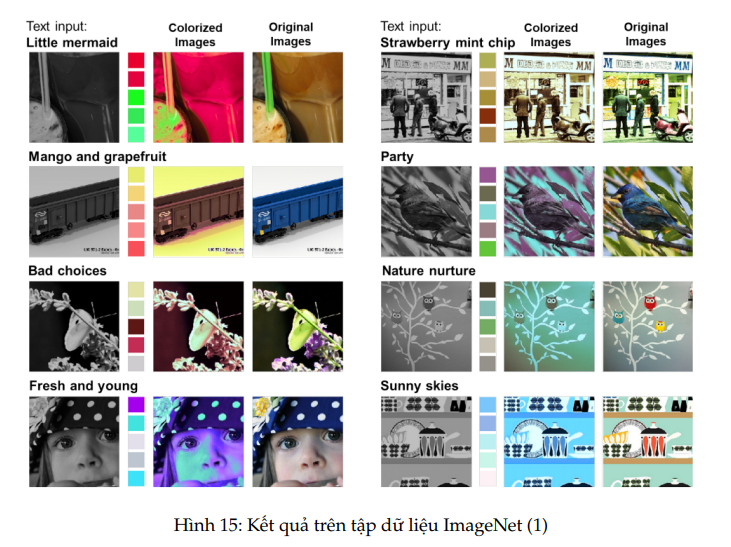 Text input:
Little mermaid
Colorized
Images
Original
Images
Text input:
Strawberry mint chip
Colorized
Images
Original
Images
Mango and grapefruit
Party
Bad choices
Nature nurture
Fresh and young
Sunny skies
Hình 15: Kết quả trên tập dữ liệu ImageNet (1)